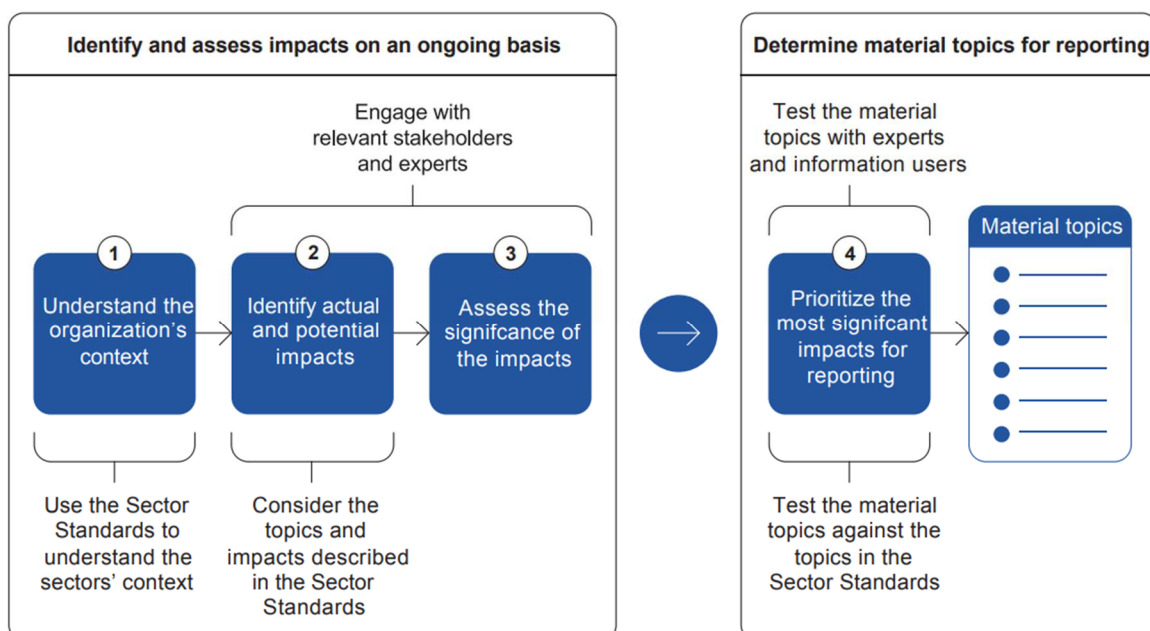 Identify and assess impacts on an ongoing basis
Engage with
relevant stakeholders
and experts
1
Understand the
organization's
context
2
Identify actual
and potential
impacts
3
Assess the
signifcance of
the impacts
Use the Sector
Standards to
understand the
sectors' context
Consider the
topics and
impacts described
in the Sector
Standards
Determine material topics for reporting
Test the material
topics with experts
and information users
4
Prioritize the
most signifcant
impacts for
reporting
Material topics
Test the material
topics against the
topics in the
Sector Standards